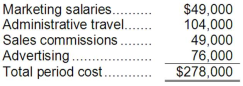 Marketing salaries.......... $49,000
Administrative travel....... 104,000
Sales commissions ........ 49,000
Advertising.................... 76,000
Total period cost............ $278,000